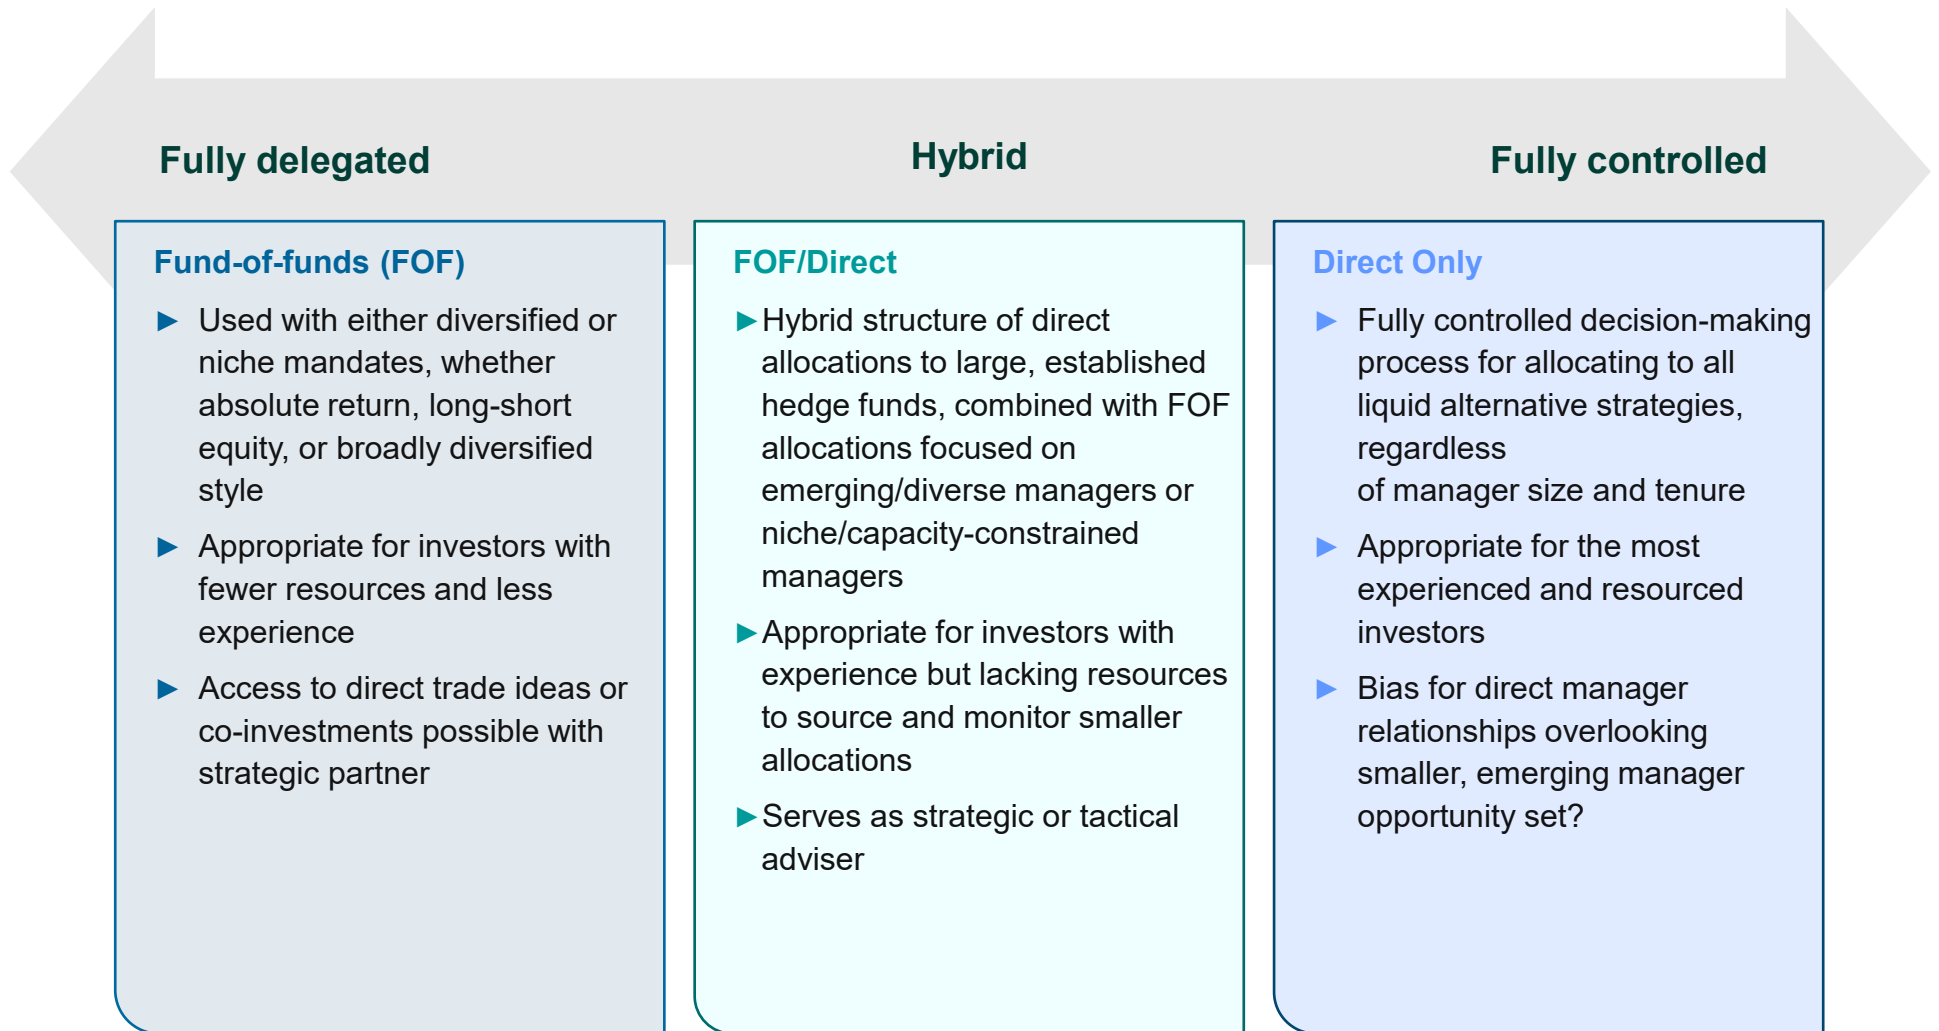 Fully delegated
Hybrid
Fully controlled
Fund-of-funds (FOF)
► Used with either diversified or
niche mandates, whether
absolute return, long-short
equity, or broadly diversified
style
► Appropriate for investors with
fewer resources and less
experience
► Access to direct trade ideas or
co-investments possible with
strategic partner
FOF/Direct
►Hybrid structure of direct
allocations to large, established
hedge funds, combined with FOF
allocations focused on
emerging/diverse managers or
niche/capacity-constrained
managers
►Appropriate for investors with
experience but lacking resources
to source and monitor smaller
allocations
►Serves as strategic or tactical
adviser
Direct Only
► Fully controlled decision-making
process for allocating to all
liquid alternative strategies,
regardless
of manager size and tenure
► Appropriate for the most
experienced and resourced
investors
► Bias for direct manager
relationships overlooking
smaller, emerging manager
opportunity set?